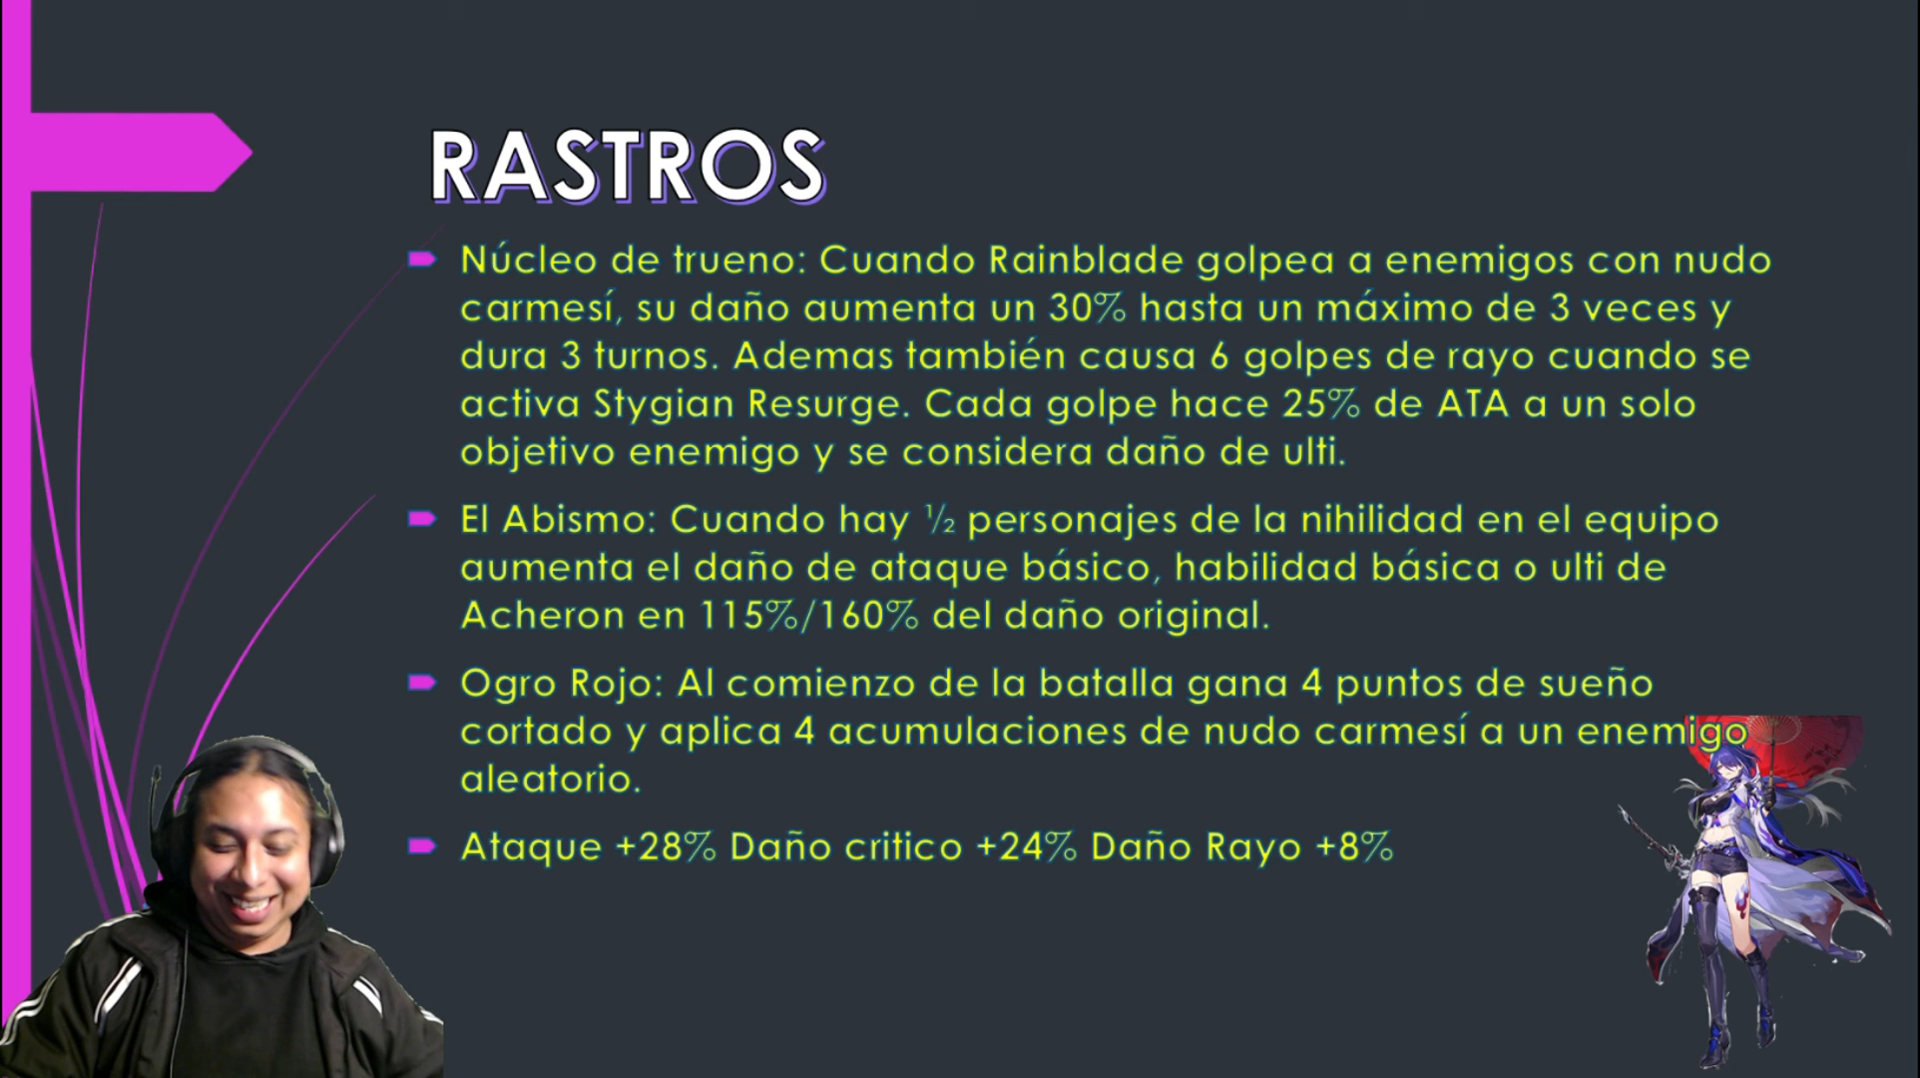 RASTROS
Núcleo de trueno: Cuando Rainblade golpea a enemigos con nudo
carmesí, su daño aumenta un 30% hasta un máximo de 3 veces y
dura 3 turnos. Ademas también causa 6 golpes de rayo cuando se
activa Stygian Resurge. Cada golpe hace 25% de ATA a un solo
objetivo enemigo y se considera daño de ulti.
El Abismo: Cuando hay ½ personajes de la nihilidad en el equipo
aumenta el daño de ataque básico, habilidad básica o ulti de
Acheron en 115%/160% del daño original.
Ogro Rojo: Al comienzo de la batalla gana 4 puntos de sueño
cortado y aplica 4 acumulaciones de nudo carmesí a un enemigo
aleatorio.
Ataque +28% Daño critico +24% Daño Rayo +8%